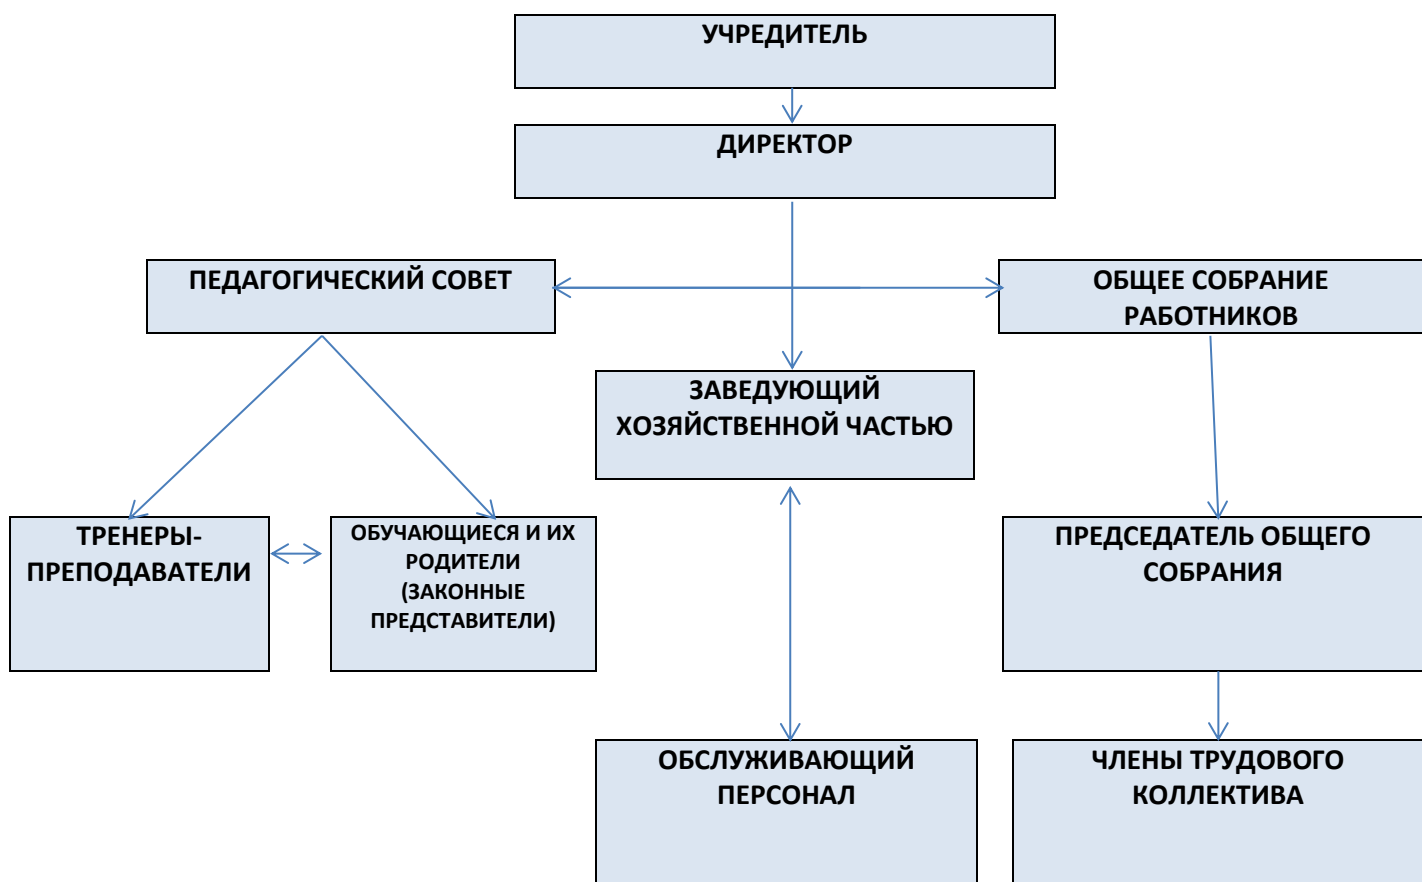 УЧРЕДИТЕЛЬ
ДИРЕКТОР
ПЕДАГОГИЧЕСКИЙ СОВЕТ
ОБЩЕЕ СОБРАНИЕ
РАБОТНИКОВ
ЗАВЕДУЮЩИЙ
ХОЗЯЙСТВЕННОЙ ЧАСТЬЮ
ТРЕНЕРЫ-
ПРЕПОДАВАТЕЛИ
ОБУЧАЮЩИЕСЯ И ИХ
РОДИТЕЛИ
(ЗАКОННЫЕ
ПРЕДСТАВИТЕЛИ)
ПРЕДСЕДАТЕЛЬ ОБЩЕГО
СОБРАНИЯ
ОБСЛУЖИВАЮЩИЙ
ПЕРСОНАЛ
ЧЛЕНЫ ТРУДОВОГО
КОЛЛЕКТИВА